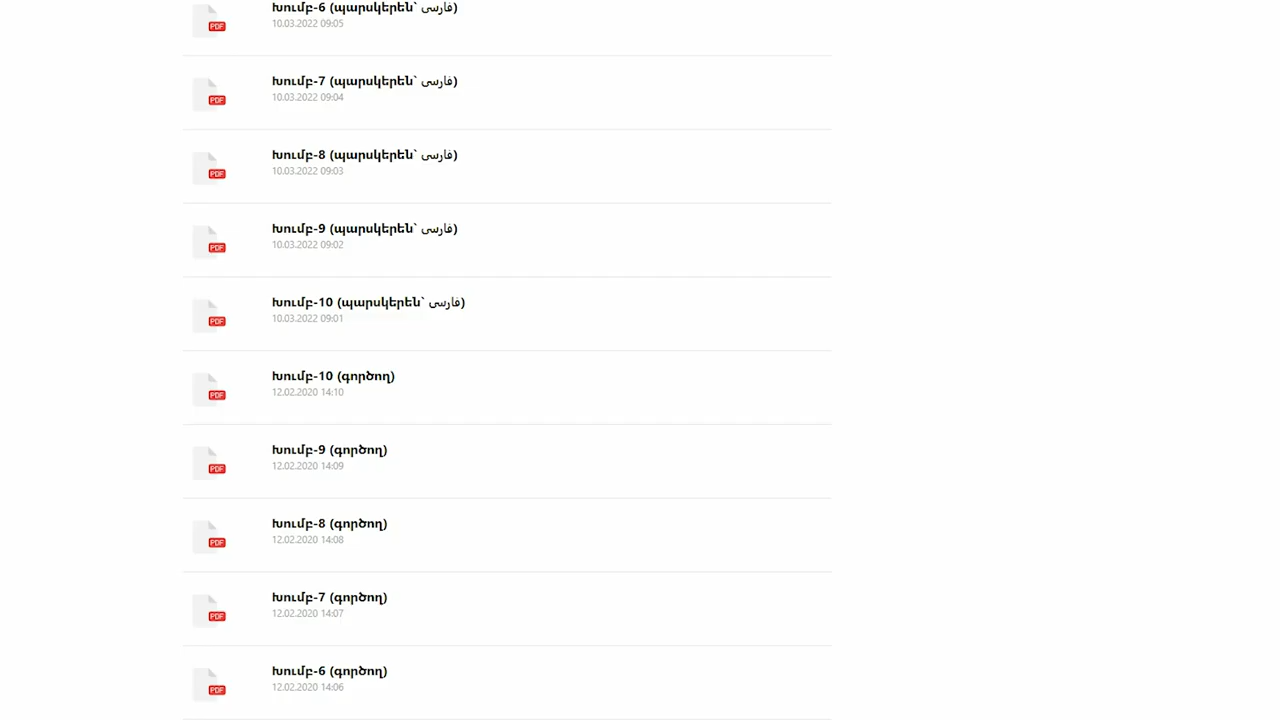 PDF
Խումբ-6 (պարսկերեն՝ فارسی)
10.03.2022 09:05
PDF
Խումբ-7 (պարսկերեն՝ فارسی)
10.03.2022 09:04
PDF
Խումբ-8 (պարսկերեն՝ فارسی)
10.03.2022 09:03
PDF
Խումբ-9 (պարսկերեն՝ فارسی)
10.03.2022 09:02
PDF
Խումբ-10 (պարսկերեն՝ فارسی)
10.03.2022 09:01
PDF
Խումբ-10 (գործող)
12.02.2020 14:10
PDF
Խումբ-9 (գործող)
12.02.2020 14:09
PDF
Խումբ-8 (գործող)
12.02.2020 14:08
PDF
Խումբ-7 (գործող)
12.02.2020 14:07
PDF
Խումբ-6 (գործող)
12.02.2020 14:06